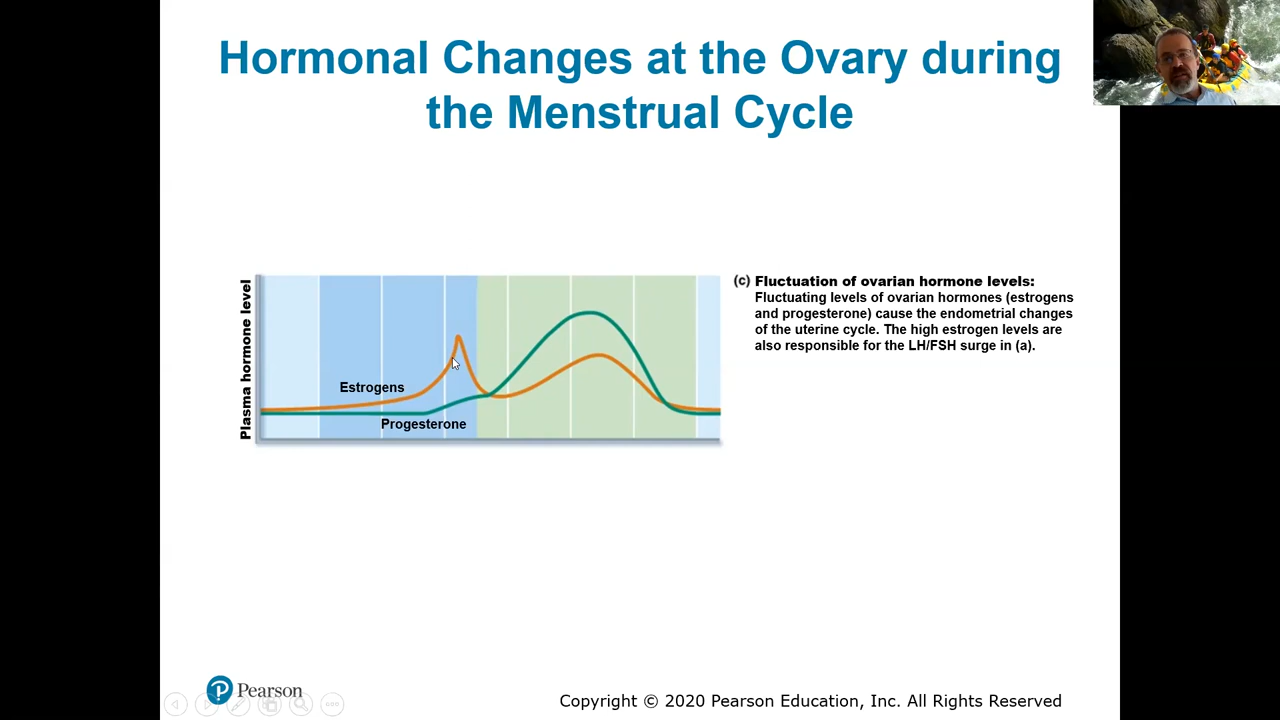 Hormonal Changes at the Ovary during
the Menstrual Cycle
Plasma hormone level
Estrogens
Progesterone
(c) Fluctuation of ovarian hormone levels:
Fluctuating levels of ovarian hormones (estrogens
and progesterone) cause the endometrial changes
of the uterine cycle. The high estrogen levels are
also responsible for the LH/FSH surge in (a).
Pearson
Copyright © 2020 Pearson Education, Inc. All Rights Reserved